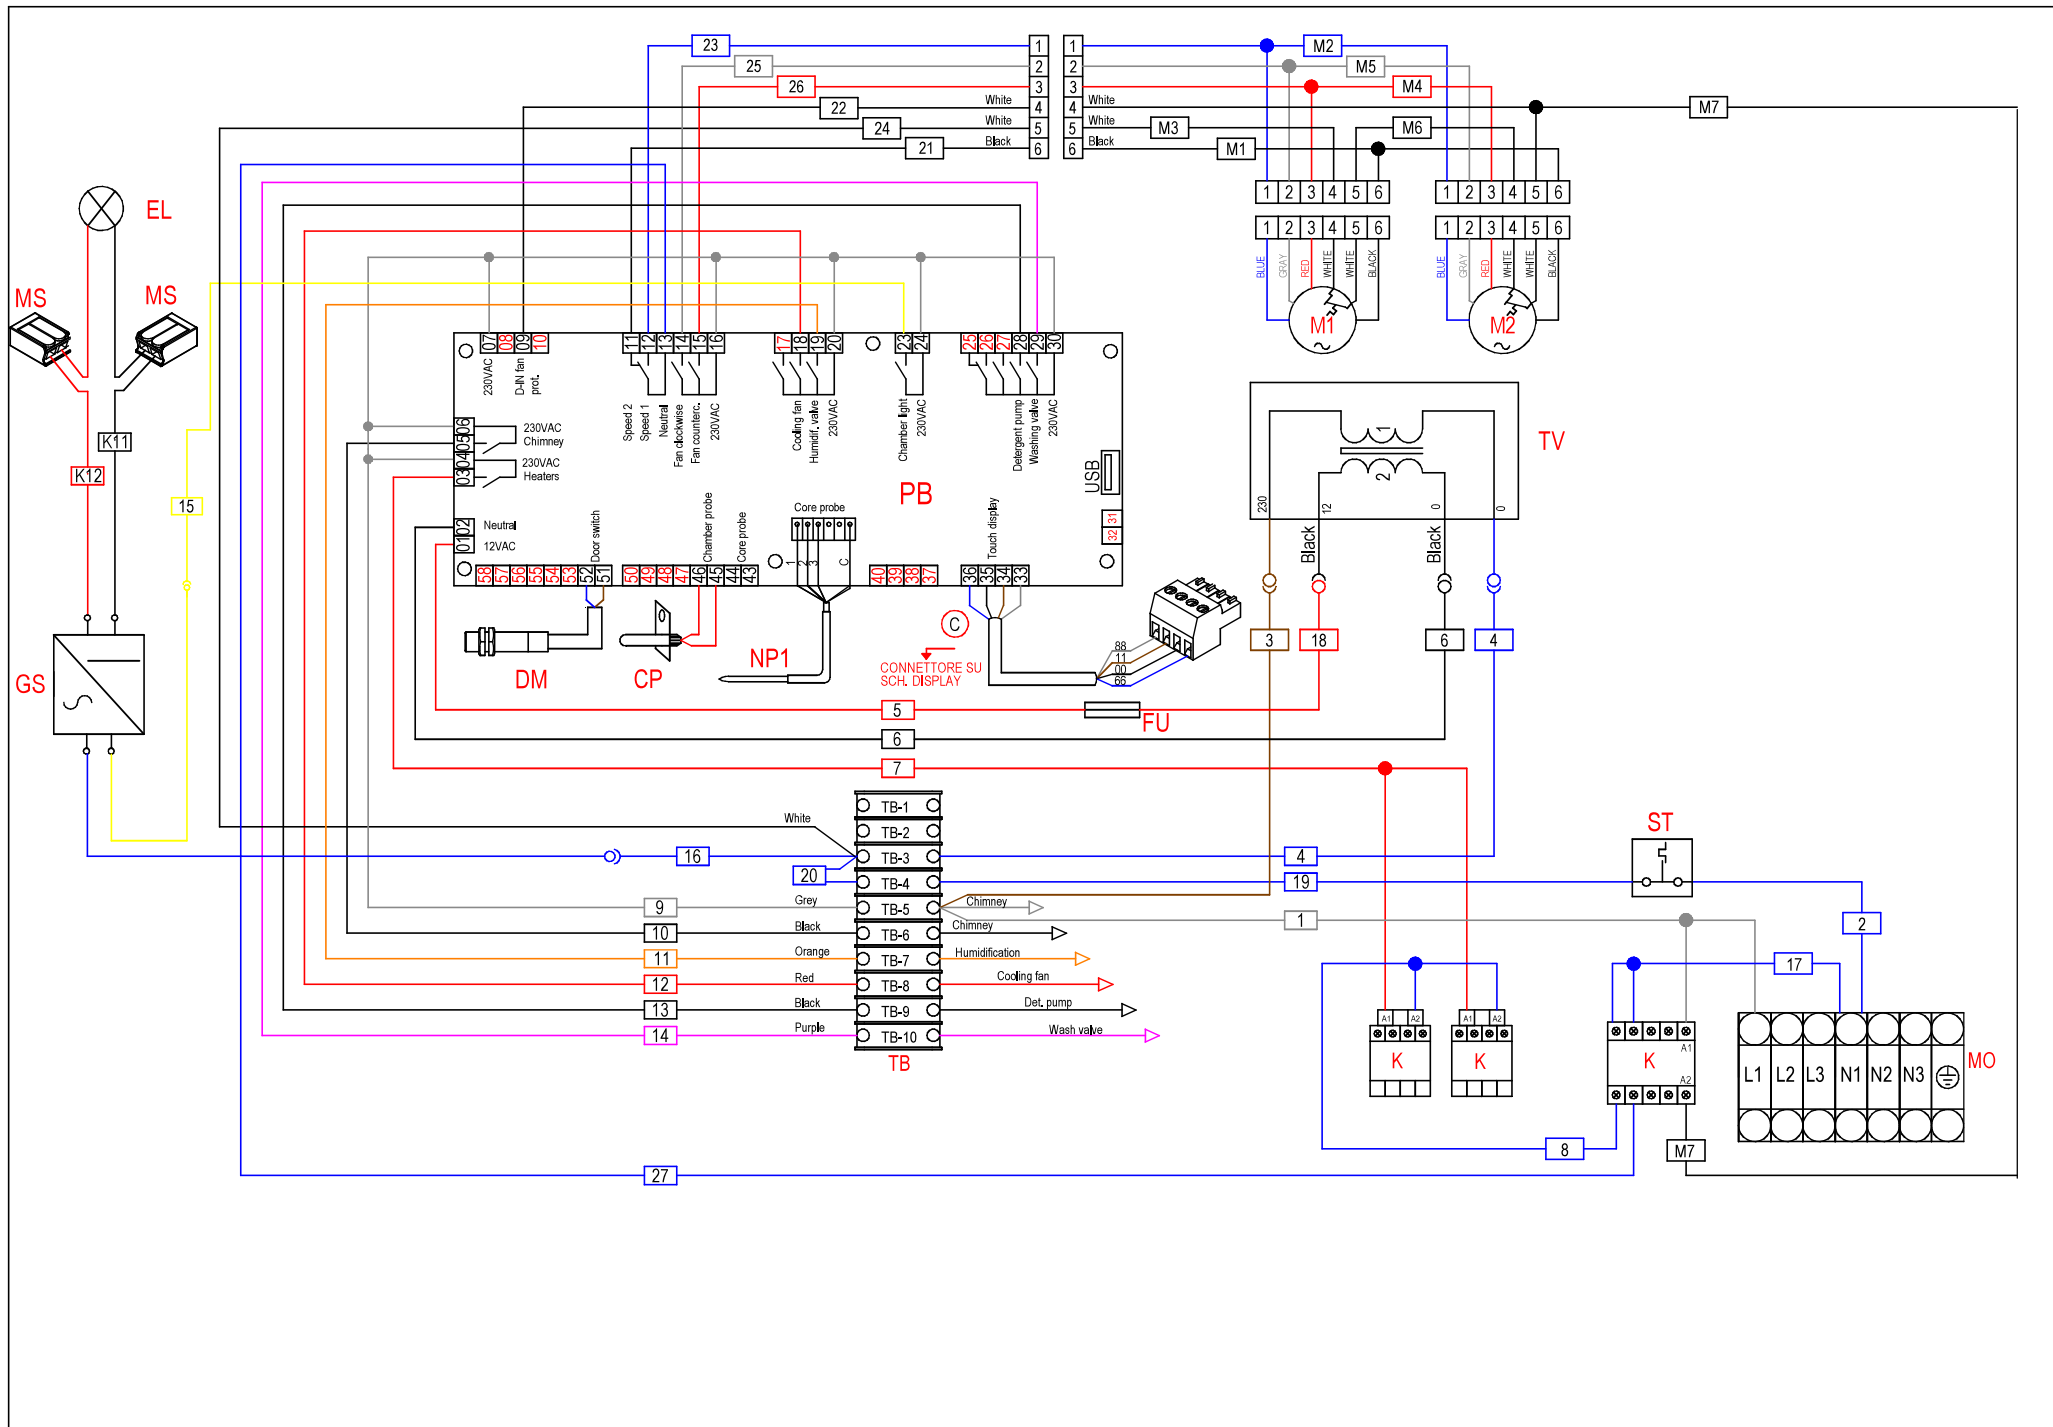 23
25
26
22
24
21
1
2
3
4
5
6
White
White
Black
1
2
3
4
5
6
White
White
Black
M2
M5
M4
M7
M3
M6
M1
1 2 3 4 5 6
1 2 3 4 5 6
BLUE
GRAY
RED
WHITE
WHITE
BLACK
M1
1 2 3 4 5 6
1 2 3 4 5 6
BLUE
GRAY
RED
WHITE
WHITE
BLACK
M2
EL
MS
MS
K11
K12
15
GS
07 08 09 10
230VAC
D-IN fan
prot.
11 12 13 14 15 16
Speed 2
Speed 1
Neutral
Fan clockwise
Fan counterc.
230VAC
17 18 19 20
Cooling fan
Humidif. valve
230VAC
23 24
Chamber light
230VAC
25 26 27 28 29 30
Detergent pump
Washing valve
230VAC
06
05
04
03
230VAC
Chimney
230VAC
Heaters
02
01
Neutral
12VAC
PB
USB
31
32
58 57 56 55 54 53 52 51
Door switch
50 49 48 47 46 45 44 43
Chamber probe
Core probe
Core probe
1 2 3 C
40 39 38 37
36 35 34 33
Touch display
DM
CP
NP1
C
CONNETTORE SU
SCH. DISPLAY
88
11
00
66
FU
TV
1
2
230
12
0
0
Black
Black
3
18
6
4
5
6
7
TB-1
TB-2
TB-3
TB-4
TB-5
TB-6
TB-7
TB-8
TB-9
TB-10
TB
White
16
20
9
Grey
10
Black
11
Orange
12
Red
13
Black
14
Purple
27
4
19
1
Chimney
Chimney
Humidification
Cooling fan
Det. pump
Wash valve
ST
2
17
A1 A2
K
A1 A2
K
A1
K
A2
8
M7
L1 L2 L3 N1 N2 N3
MO